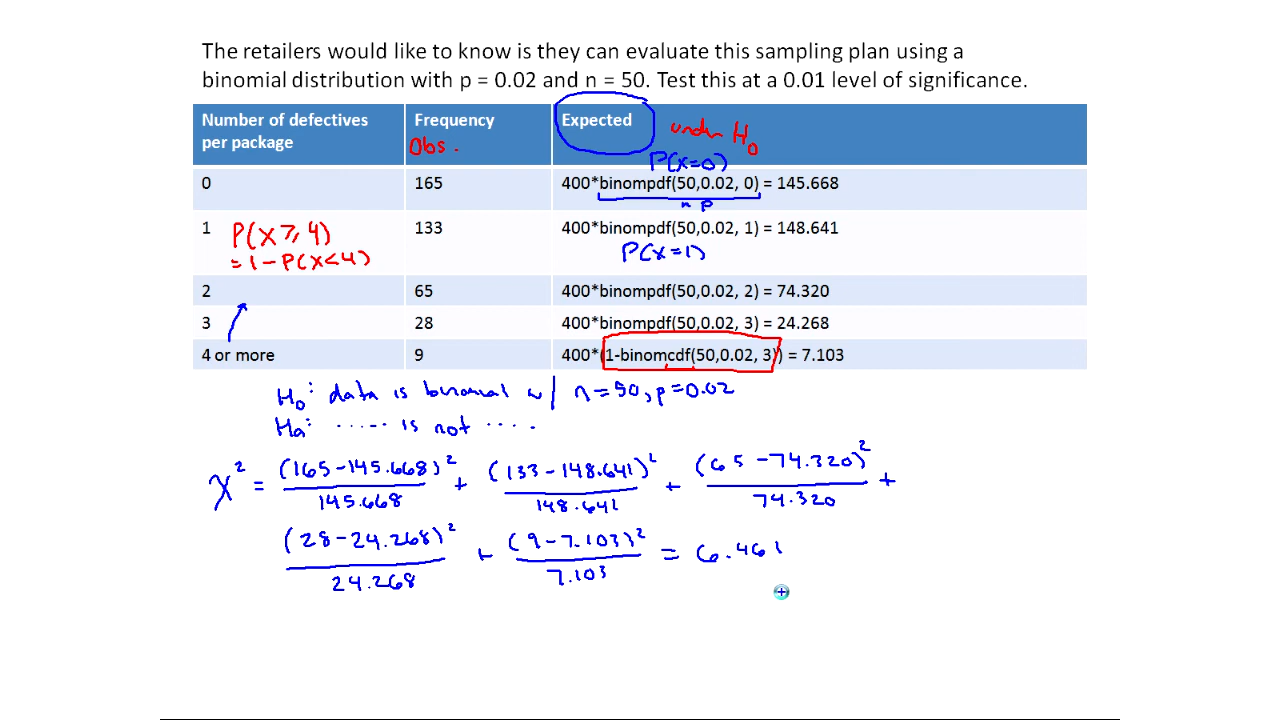 The retailers would like to know is they can evaluate this sampling plan using a
binomial distribution with p = 0.02 and n = 50. Test this at a 0.01 level of significance.
Number of defectives per package Frequency Obs. Expected under H₀
P(X=0)
0 165 400*binompdf(50,0.02, 0) = 145.668
n p
1 133 400*binompdf(50,0.02, 1) = 148.641
P(X≥4)
= 1 - P(X<4)
P(X=1)
2 65 400*binompdf(50,0.02, 2) = 74.320
3 28 400*binompdf(50,0.02, 3) = 24.268
4 or more 9 400*(1-binomcdf(50,0.02, 3)) = 7.103
H₀: data is binomial w/ n=50, p=0.02
Ha: ..... is not ....
χ² = (165-145.668)²/145.668 + (133-148.641)²/148.641 + (65-74.320)²/74.320 +
(28-24.268)²/24.268 + (9-7.103)²/7.103 = 6.461